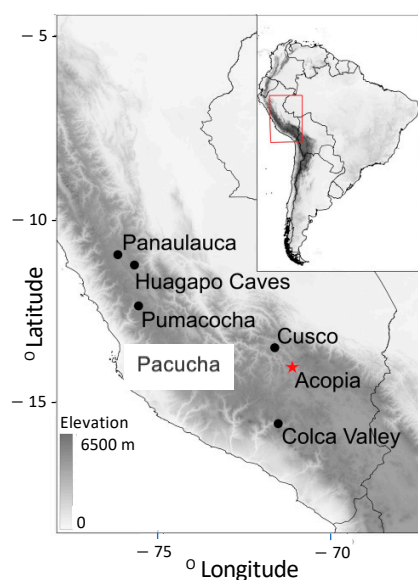 − 5
− 10
− 15
° Latitude
Panaulauca
Huagapo Caves
Pumacocha
Cusco
Pacucha
Acopia
Colca Valley
Elevation
6500 m
0
− 75
− 70
° Longitude